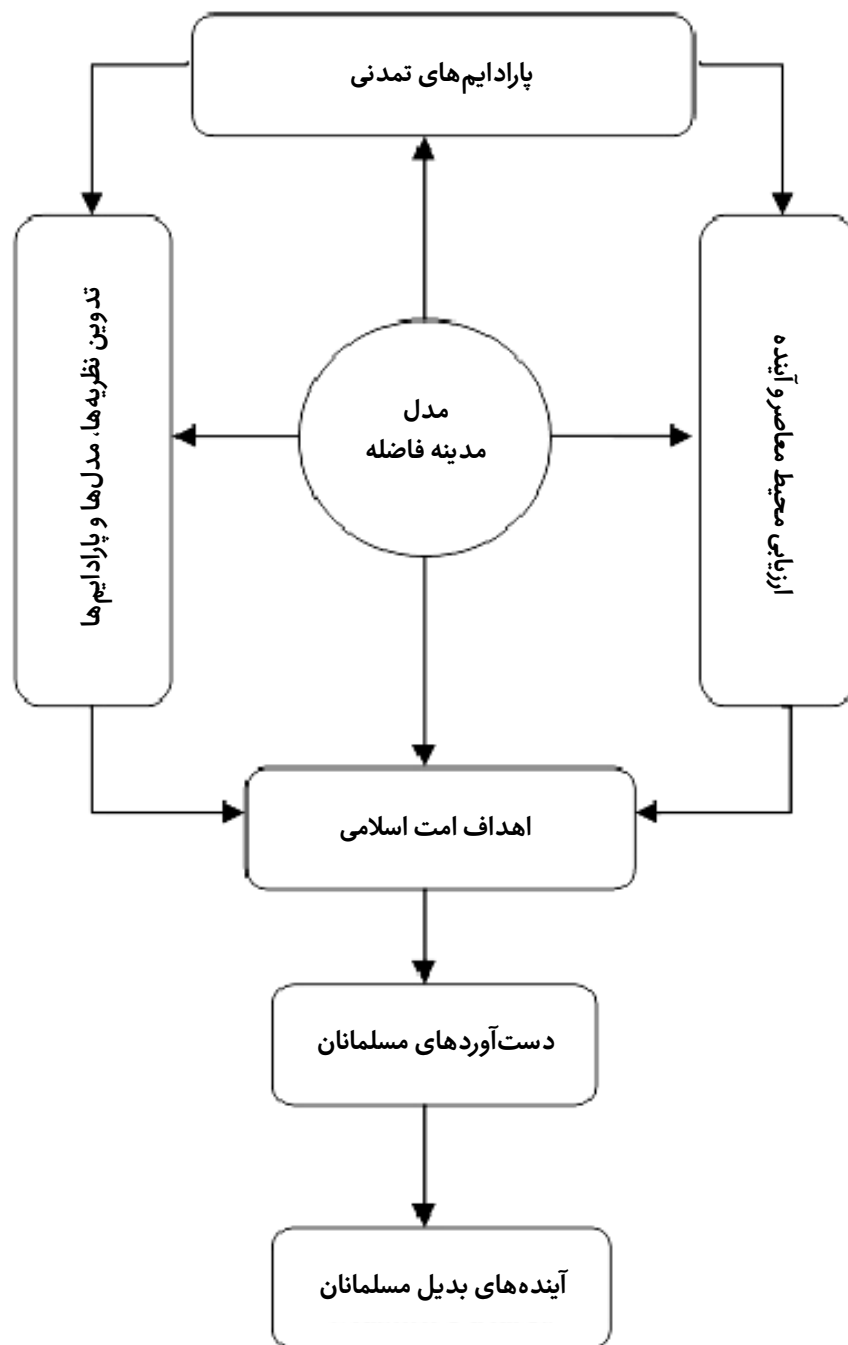 پارادایم‌های تمدنی
ارزیابی محیط معاصر و آینده
مدل
مدینه فاضله
تدوین نظریه‌ها، مدل‌ها و پارادایم‌ها
اهداف امت اسلامی
دست‌آوردهای مسلمانان
آینده‌های بدیل مسلمانان